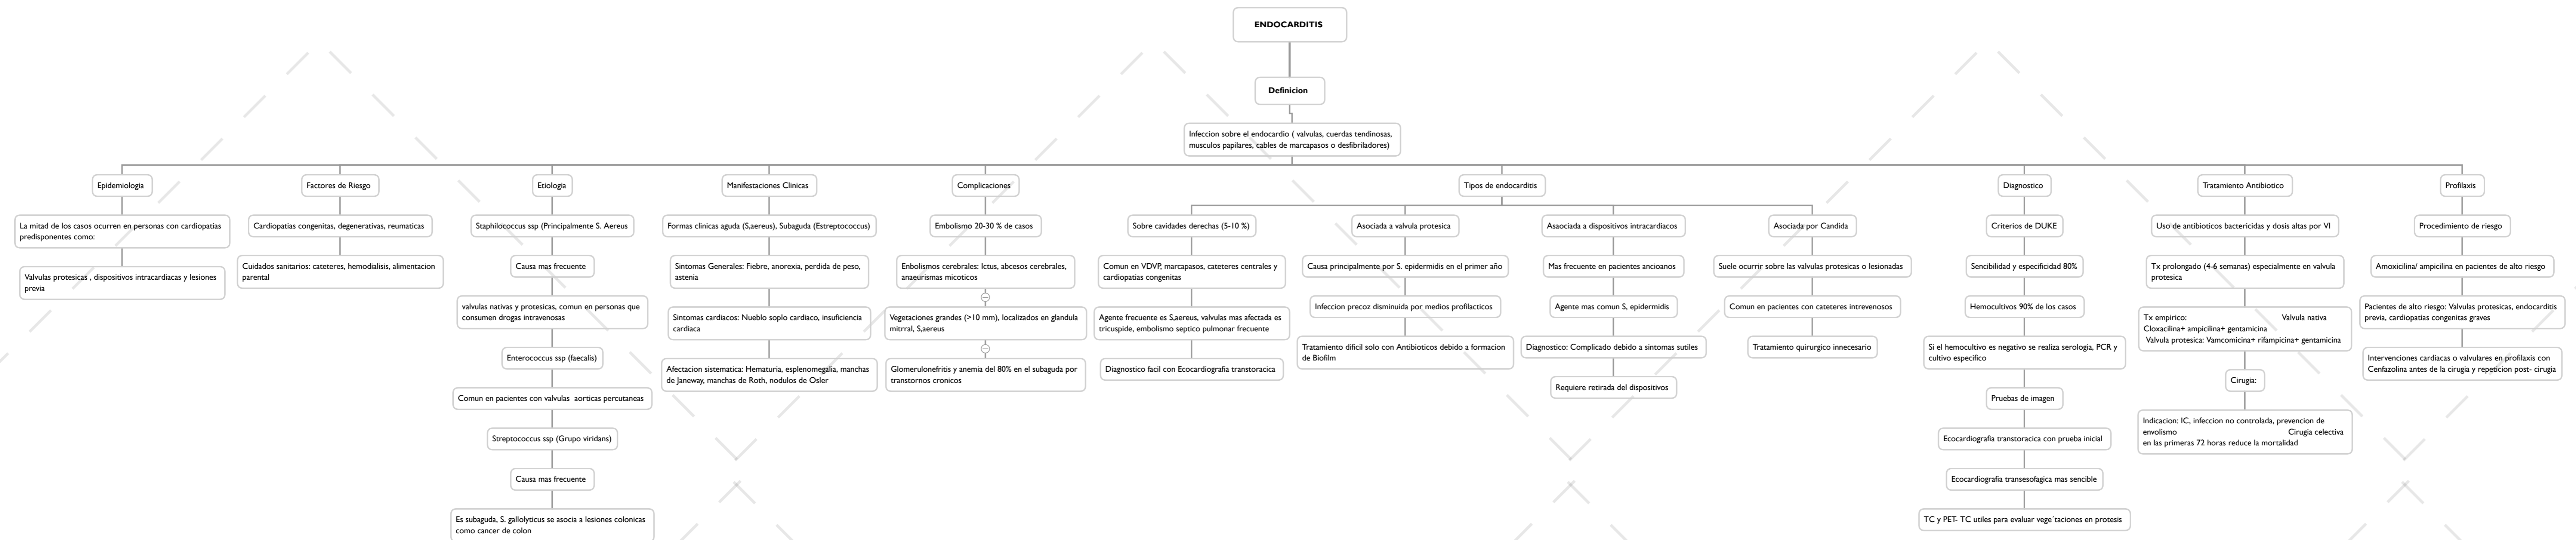 ENDOCARDITIS
Definicion
Infeccion sobre el endocardio ( valvulas, cuerdas tendinosas,
musculos papilares, cables de marcapasos o desfibriladores)
Epidemiologia
La mitad de los casos ocurren en personas con cardiopatias
predisponentes como:
Valvulas protesicas , dispositivos intracardiacas y lesiones
previa
Factores de Riesgo
Cardiopatias congenitas, degenerativas, reumaticas
Cuidados sanitarios: cateteres, hemodialisis, alimentacion
parental
Etiologia
Staphilococcus ssp (Principalmente S. Aereus
Causa mas frecuente
valvulas nativas y protesicas, comun en personas que
consumen drogas intravenosas
Enterococcus ssp (faecalis)
Comun en pacientes con valvulas aorticas percutaneas
Streptococcus ssp (Grupo viridans)
Causa mas frecuente
Es subaguda, S. gallolyticus se asocia a lesiones colonicas
como cancer de colon
Manifestaciones Clinicas
Formas clinicas aguda (S,aereus), Subaguda (Estreptococcus)
Sintomas Generales: Fiebre, anorexia, perdida de peso,
astenia
Sintomas cardacos: Nueblo soplo cardiaco, insuficiencia
cardiaca
Afectacion sistematica: Hematuria, esplenomegalia, manchas
de Janeway, manchas de Roth, nodulos de Osler
Complicaciones
Embolismo 20-30 % de casos
Enbolismos cerebrales: Ictus, abcesos cerebrales,
anaeurismas micoticos
Vegetaciones grandes (>10 mm), localizados en glandula
mitrral, S,aereus
Glomerulonefritis y anemia del 80% en el subaguda por
transtornos cronicos
Tipos de endocarditis
Sobre cavidades derechas (5-10 %)
Comun en VDVP, marcapasos, cateteres centrales y
cardiopatias congenitas
Agente frecuente es S,aereus, valvulas mas afectada es
tricuspide, embolismo septico pulmonar frecuente
Diagnostico facil con Ecocardiografia transtoracica
Asociada a valvula protesica
Causa principalmente por S. epidermidis en el primer año
Infeccion precoz disminuida por medios profilacticos
Tratamiento dificil solo con Antibioticos debido a formacion
de Biofilm
Asaociada a dispositivos intracardiacos
Mas frecuente en pacientes ancioanos
Agente mas comun S, epidermidis
Diagnostico: Complicado debido a sintomas sutiles
Requiere retirada del dispositivos
Asociada por Candida
Suele ocurrir sobre las valvulas protesicas o lesionadas
Comun en pacientes con cateteres intrevenosos
Tratamiento quirurgico innecesario
Diagnostico
Criterios de DUKE
Sencibilidad y especificidad 80%
Hemocultivos 90% de los casos
Si el hemocultivo es negativo se realiza serologia, PCR y
cultivo especifico
Pruebas de imagen
Ecocardiografia transtoracica con prueba inicial
Ecocardiografia transesofagica mas sencible
TC y PET- TC utiles para evaluar vege´taciones en protesis
Tratamiento Antibiotico
Uso de antibioticos bactericidas y dosis altas por VI
Tx prolongado (4-6 semanas) especialmente en valvula
protesica
Tx empirico: Valvula nativa
Cloxacilina+ ampicilina+ gentamicina
Valvula protesica: Vamcomicina+ rifampicina+ gentamicina
Cirugia:
Indicacion: IC, infeccion no controlada, prevencion de
envolismo Cirugia celectiva
en las primeras 72 horas reduce la mortalidad
Profilaxis
Procedimiento de riesgo
Amoxicilina/ ampicilina en pacientes de alto riesgo
Pacientes de alto riesgo: Valvulas protesicas, endocarditis
previa, cardiopatias congenitas graves
Intervenciones cardiacas o valvulares en profilaxis con
Cenfazolina antes de la cirugia y repeticion post- cirugia